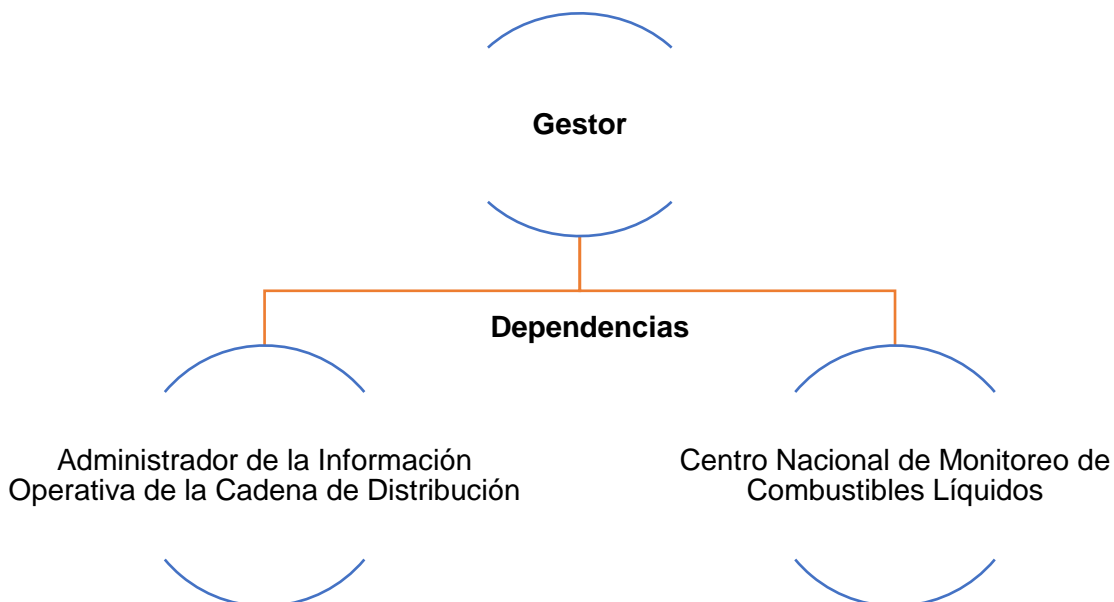 Gestor
Dependencias
Administrador de la Información
Operativa de la Cadena de Distribución
Centro Nacional de Monitoreo de
Combustibles Líquidos